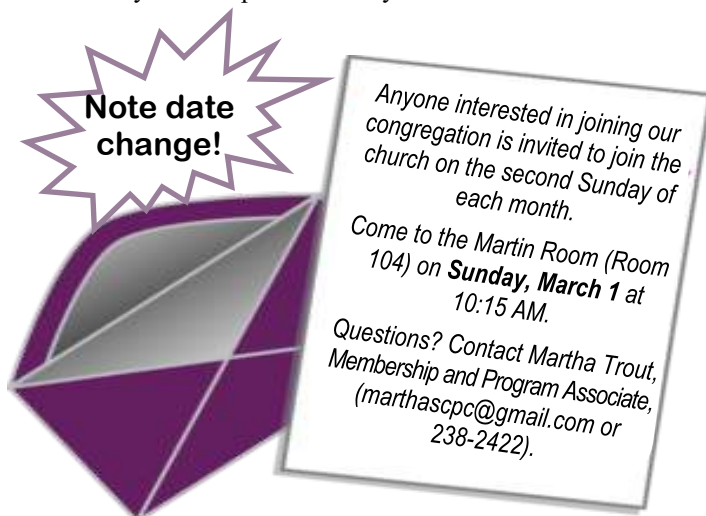 Note date
change!
Anyone interested in joining our
congregation is invited to join the
church on the second Sunday of
each month.
Come to the Martin Room (Room
104) on Sunday, March 1 at
10:15 AM.
Questions? Contact Martha Trout,
Membership and Program Associate,
(marthascpc@gmail.com or
238-2422).